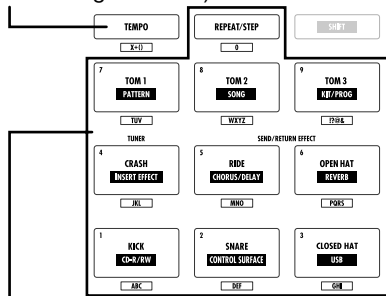 TEMPO REPEAT/STEP SHIFT
X+() 0
7 8 9
TOM 1 TOM 2 TOM 3
PATTERN SONG KIT/PROG
TUV WXYZ !?@&
TUNER SEND/RETURN EFFECT
4 5 6
CRASH RIDE OPEN HAT
INSERT EFFECT CHORUS/DELAY REVERB
JKL MNO PQRS
1 2 3
KICK SNARE CLOSED HAT
CD-R/RW CONTROL SURFACE USB
ABC DEF GHI